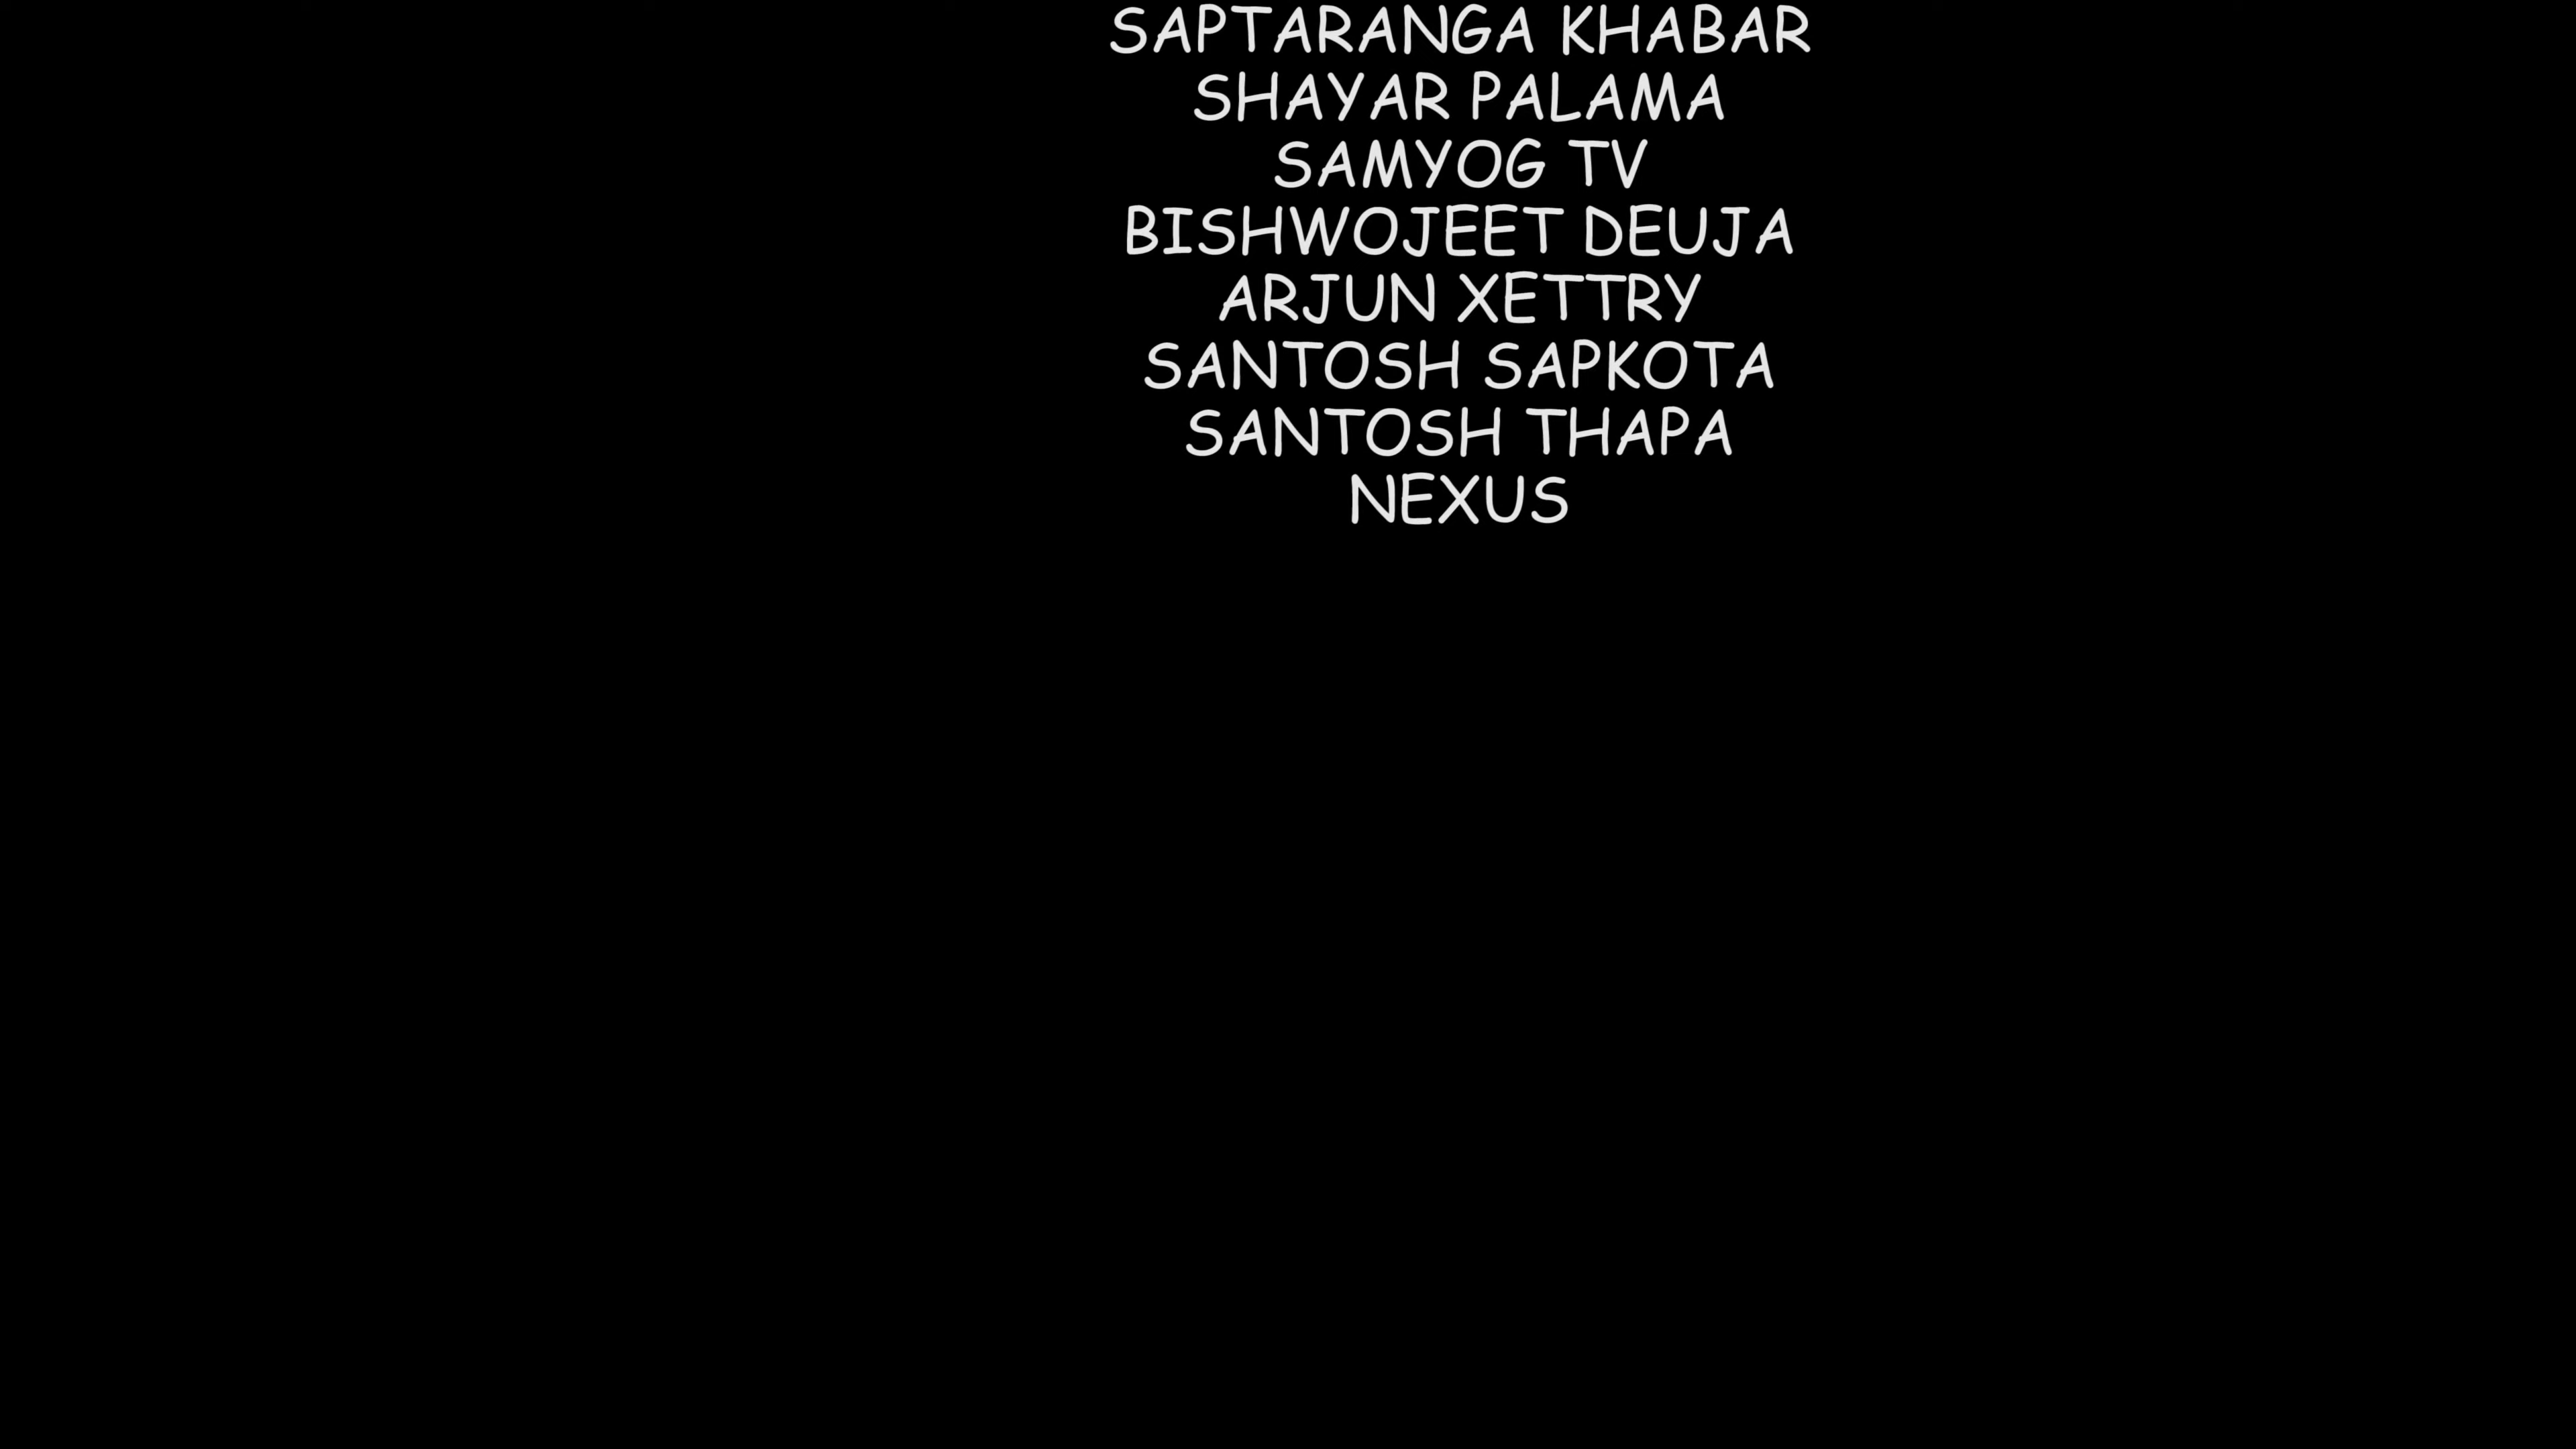 SAPTARANGA KHABAR
SHAYAR PALAMA
SAMYOG TV
BISHWOJEET DEUJA
ARJUN XETTRY
SANTOSH SAPKOTA
SANTOSH THAPA
NEXUS